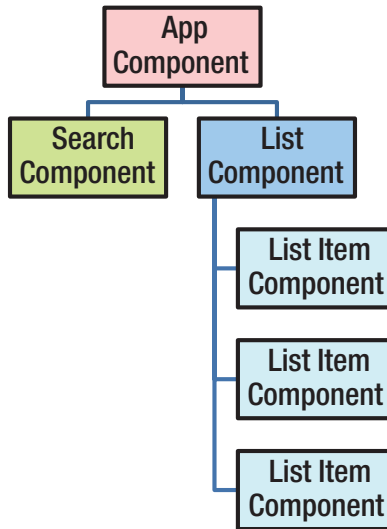 App
Component
Search
Component
List
Component
List Item
Component
List Item
Component
List Item
Component